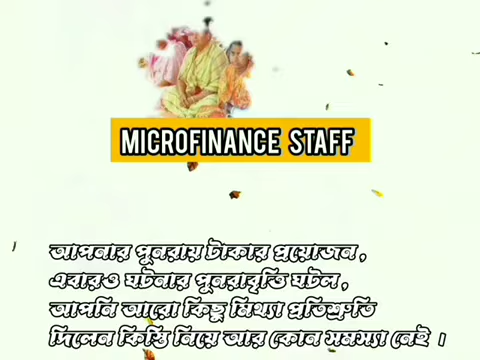 MICROFINANCE STAFF
আপনার পুনরায় টাকার প্রয়োজন,
এবারও ঘটনার পুনরাবৃত্তি ঘটল,
আপনি আরো কিছু মিথ্যা প্রতিশ্রুতি
দিলেন কিস্তি নিয়ে আর কোন সমস্যা নেই ।